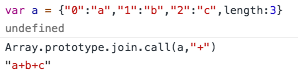 var a = {"0":"a","1":"b","2":"c",length:3}
undefined
Array.prototype.join.call(a,"+")
"a+b+c"